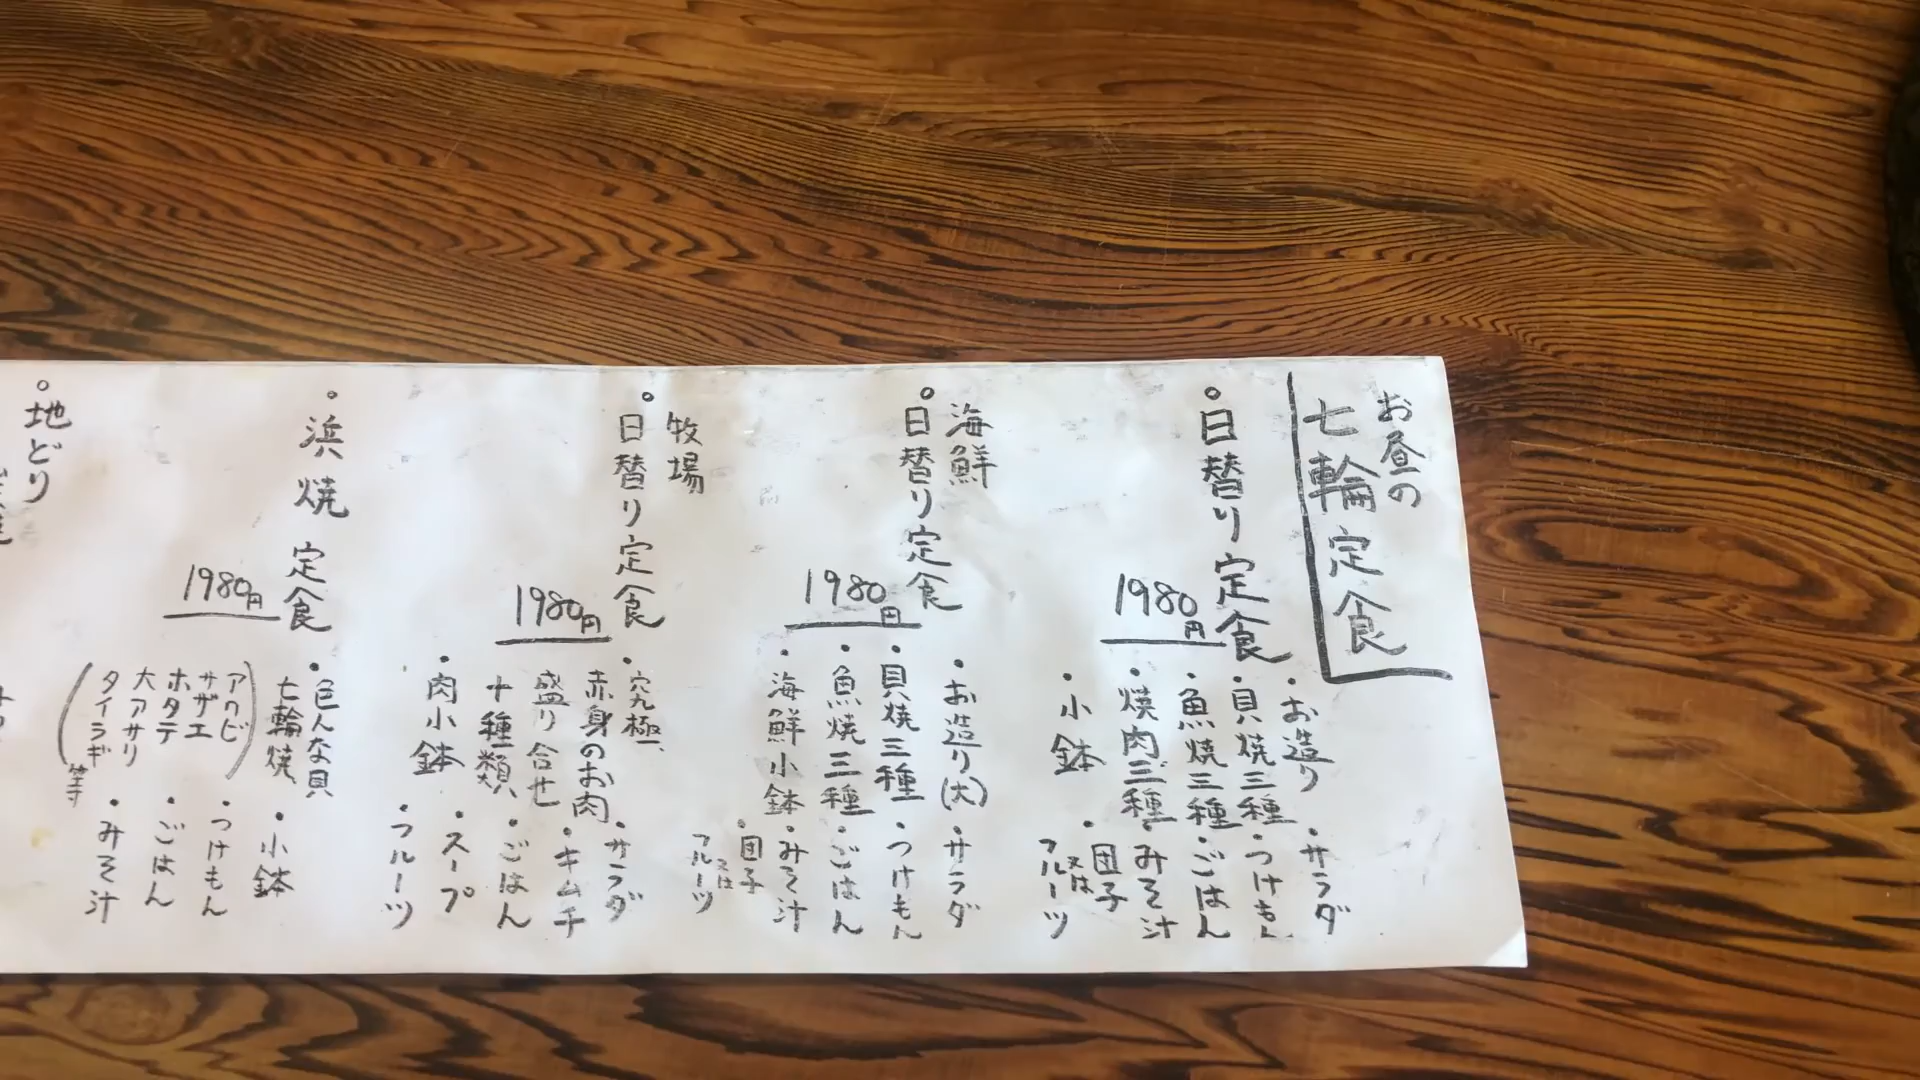 お昼の
七輪定食
日替り定食
1980円
・お造り
・貝焼三種
・魚焼三種
・焼肉三種
・小鉢
・サラダ
・つけもん
・ごはん
・みそ汁
・団子
又は
フルーツ
海鮮
日替り定食
1980円
・お造り(大)
・貝焼三種
・魚焼三種
・海鮮小鉢
・サラダ
・つけもん
・ごはん
・みそ汁
・団子
又は
フルーツ
牧場
日替り定食
1980円
・究極
赤身のお肉
盛り合せ
十種類
・肉小鉢
・サラダ
・キムチ
・ごはん
・スープ
・フルーツ
浜焼定食
1980円
・色んな貝
七輪焼
(アワビ
サザエ
ホタテ
大アサリ
タイラギ等)
・小鉢
・つけもん
・ごはん
・みそ汁
地どり